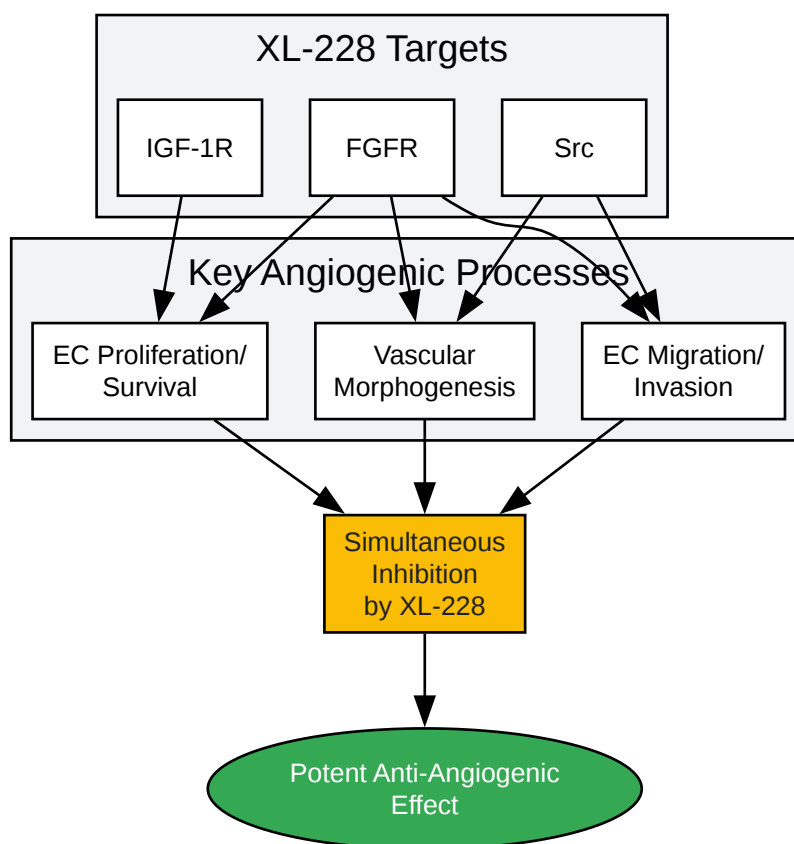 XL-228 Targets
IGF-1R
FGFR
Src
Key Angiogenic Processes
EC Proliferation/
Survival
Vascular
Morphogenesis
EC Migration/
Invasion
Simultaneous
Inhibition
by XL-228
Potent Anti-Angiogenic
Effect